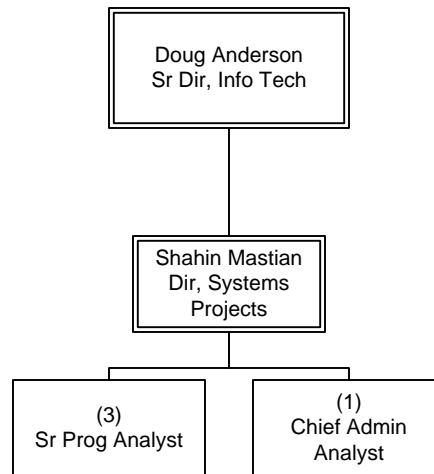 Doug Anderson
Sr Dir, Info Tech
Shahin Mastian
Dir, Systems
Projects
(3)
Sr Prog Analyst
(1)
Chief Admin
Analyst